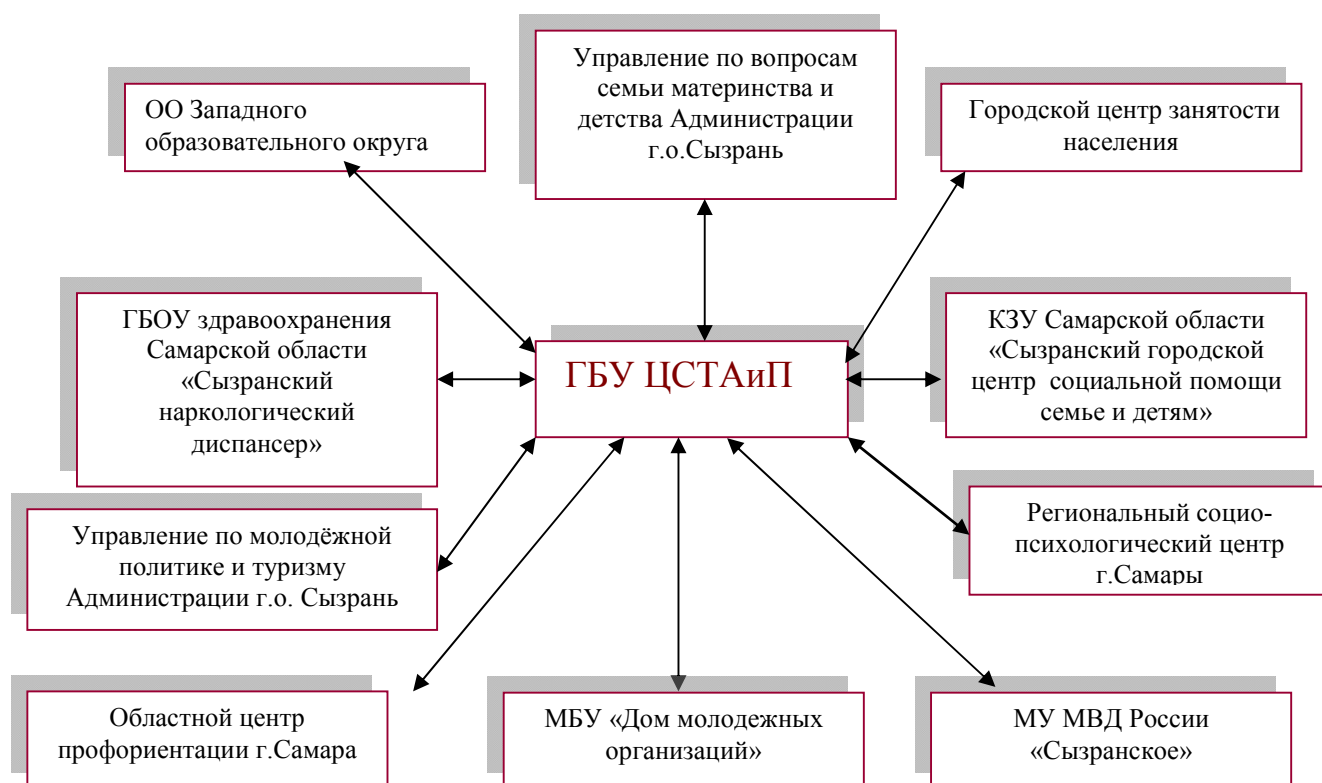 Управление по вопросам
семьи материнства и
детства Администрации
г.о.Сызрань
ОО Западного
образовательного округа
Городской центр занятости
населения
ГБОУ здравоохранения
Самарской области
«Сызранский
наркологический
диспансер»
ГБУ ЦСТАиП
КЗУ Самарской области
«Сызранский городской
центр социальной помощи
семье и детям»
Управление по молодёжной
политике и туризму
Администрации г.о. Сызрань
Региональный социо-
психологический центр
г.Самары
Областной центр
профориентации г.Самара
МБУ «Дом молодежных
организаций»
МУ МВД России
«Сызранское»